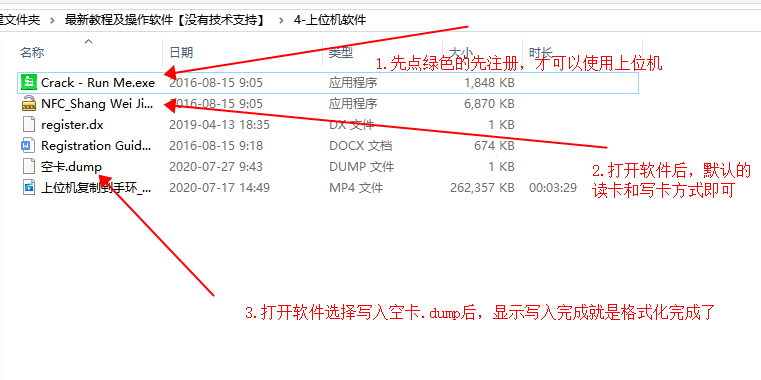 建文件夹 > 最新教程及操作软件【没有技术支持】 > 4-上位机软件
名称 日期 类型 大小 时长
1.先点绿色的先注册，才可以使用上位机
Crack - Run Me.exe 2016-08-15 9:05 应用程序 1,848 KB
NFC_Shang Wei Ji... 2016-08-15 9:05 应用程序 6,870 KB
register.dx 2019-04-13 18:35 DX 文件 1 KB
Registration Guid... 2016-08-15 9:18 DOCX 文档 674 KB
空卡.dump 2020-07-27 9:43 DUMP 文件 1 KB
上位机复制到手环_... 2020-07-17 14:49 MP4 文件 262,357 KB 00:03:29
2.打开软件后，默认的
读卡和写卡方式即可
3.打开软件选择写入空卡.dump后，显示写入完成就是格式化完成了